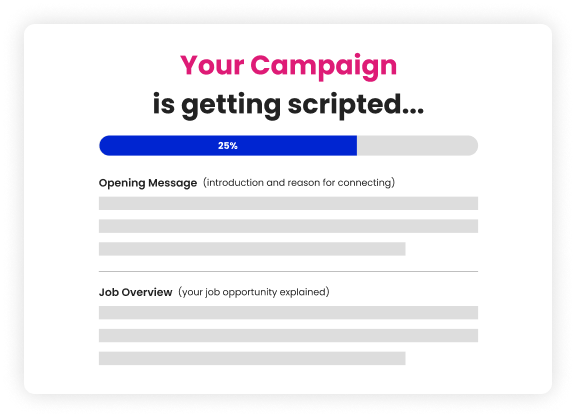 Your Campaign
is getting scripted...
25%
Opening Message (introduction and reason for connecting)
Job Overview (your job opportunity explained)